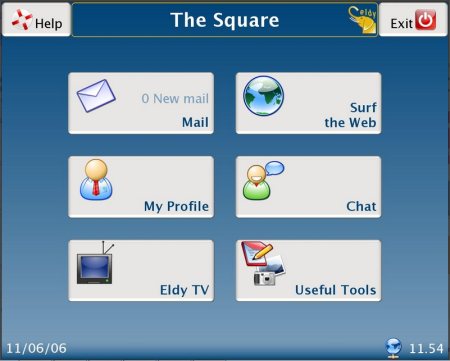 Help
The Square
eldy
Exit
0 New mail
Mail
Surf
the Web
My Profile
Chat
Eldy TV
Useful Tools
11/06/06
11.54